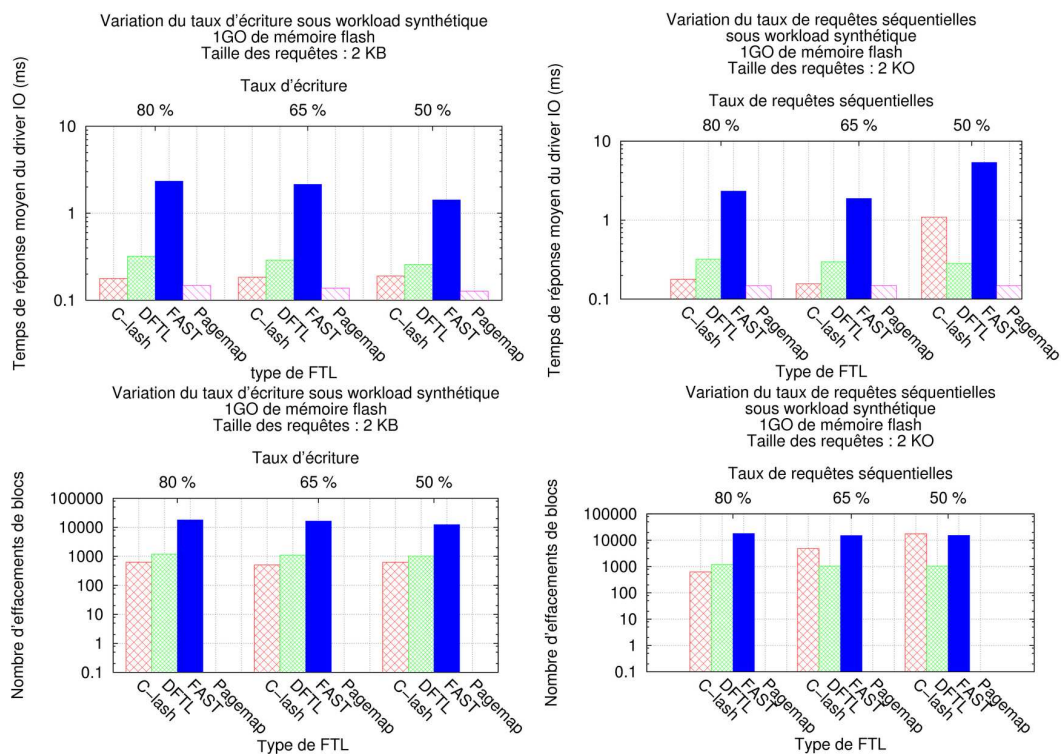 Variation du taux d'écriture sous workload synthétique
1GO de mémoire flash
Taille des requêtes : 2 KB
Taux d'écriture
80 %
65 %
50 %
Temps de réponse moyen du driver IO (ms)
10
1
0.1
C–lash
DFTL
FAST
Pagemap
C–lash
DFTL
FAST
Pagemap
C–lash
DFTL
FAST
Pagemap
type de FTL
Variation du taux de requêtes séquentielles
sous workload synthétique
1GO de mémoire flash
Taille des requêtes : 2 KO
Taux de requêtes séquentielles
80 %
65 %
50 %
Temps de réponse moyen du driver IO (ms)
10
1
0.1
C–lash
DFTL
FAST
Pagemap
C–lash
DFTL
FAST
Pagemap
C–lash
DFTL
FAST
Pagemap
Type de FTL
Variation du taux d'écriture sous workload synthétique
1GO de mémoire flash
Taille des requêtes : 2 KB
Taux d'écriture
80 %
65 %
50 %
Nombre d'effacements de blocs
100000
10000
1000
100
10
1
0.1
C–lash
DFTL
FAST
Pagemap
C–lash
DFTL
FAST
Pagemap
C–lash
DFTL
FAST
Pagemap
Type de FTL
Variation du taux de requêtes séquentielles
sous workload synthétique
1GO de mémoire flash
Taille des requêtes : 2 KO
Taux de requêtes séquentielles
80 %
65 %
50 %
Nombre d'effacements de blocs
100000
10000
1000
100
10
1
0.1
C–lash
DFTL
FAST
Pagemap
C–lash
DFTL
FAST
Pagemap
C–lash
DFTL
FAST
Pagemap
Type de FTL